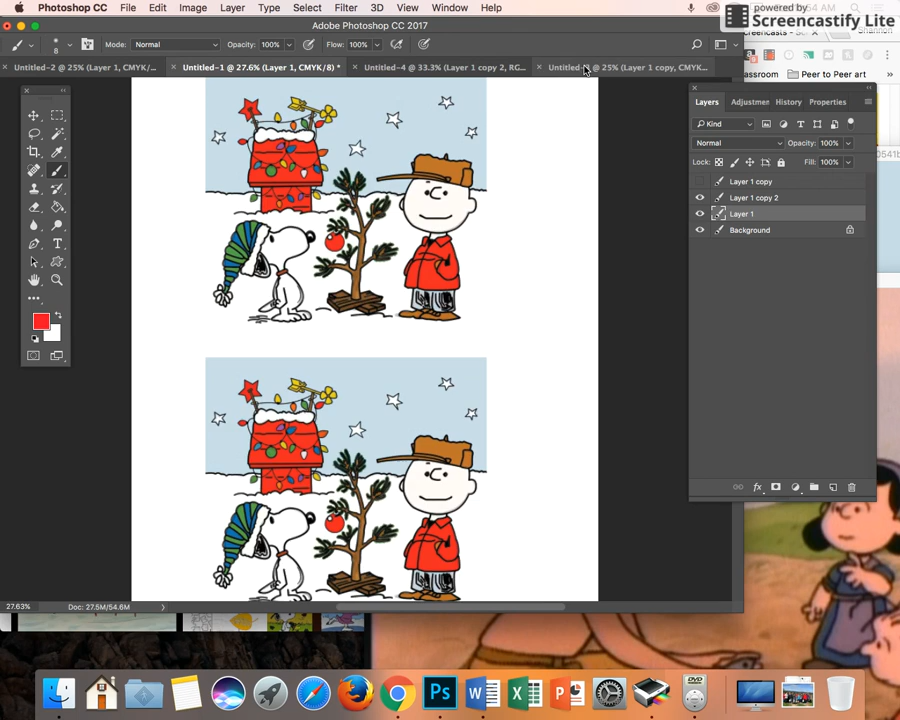 Photoshop CC File Edit Image Layer Type Select Filter 3D View Window Help
powered by
Screencastify Lite
Adobe Photoshop CC 2017
8 Mode: Normal Opacity: 100% Flow: 100%
Untitled-2 @ 25% (Layer 1, CMYK/... Untitled-1 @ 27.6% (Layer 1, CMYK/8) * Untitled-4 @ 33.3% (Layer 1 copy 2, RG... @ 25% (Layer 1 copy, CMYK...
assroom Peer to Peer art
Layers Adjustmer History Properties
Kind
Normal Opacity: 100%
Lock: Fill: 100%
Layer 1 copy
Layer 1 copy 2
Layer 1
Background
fx
27.63% Doc: 27.5M/54.6M